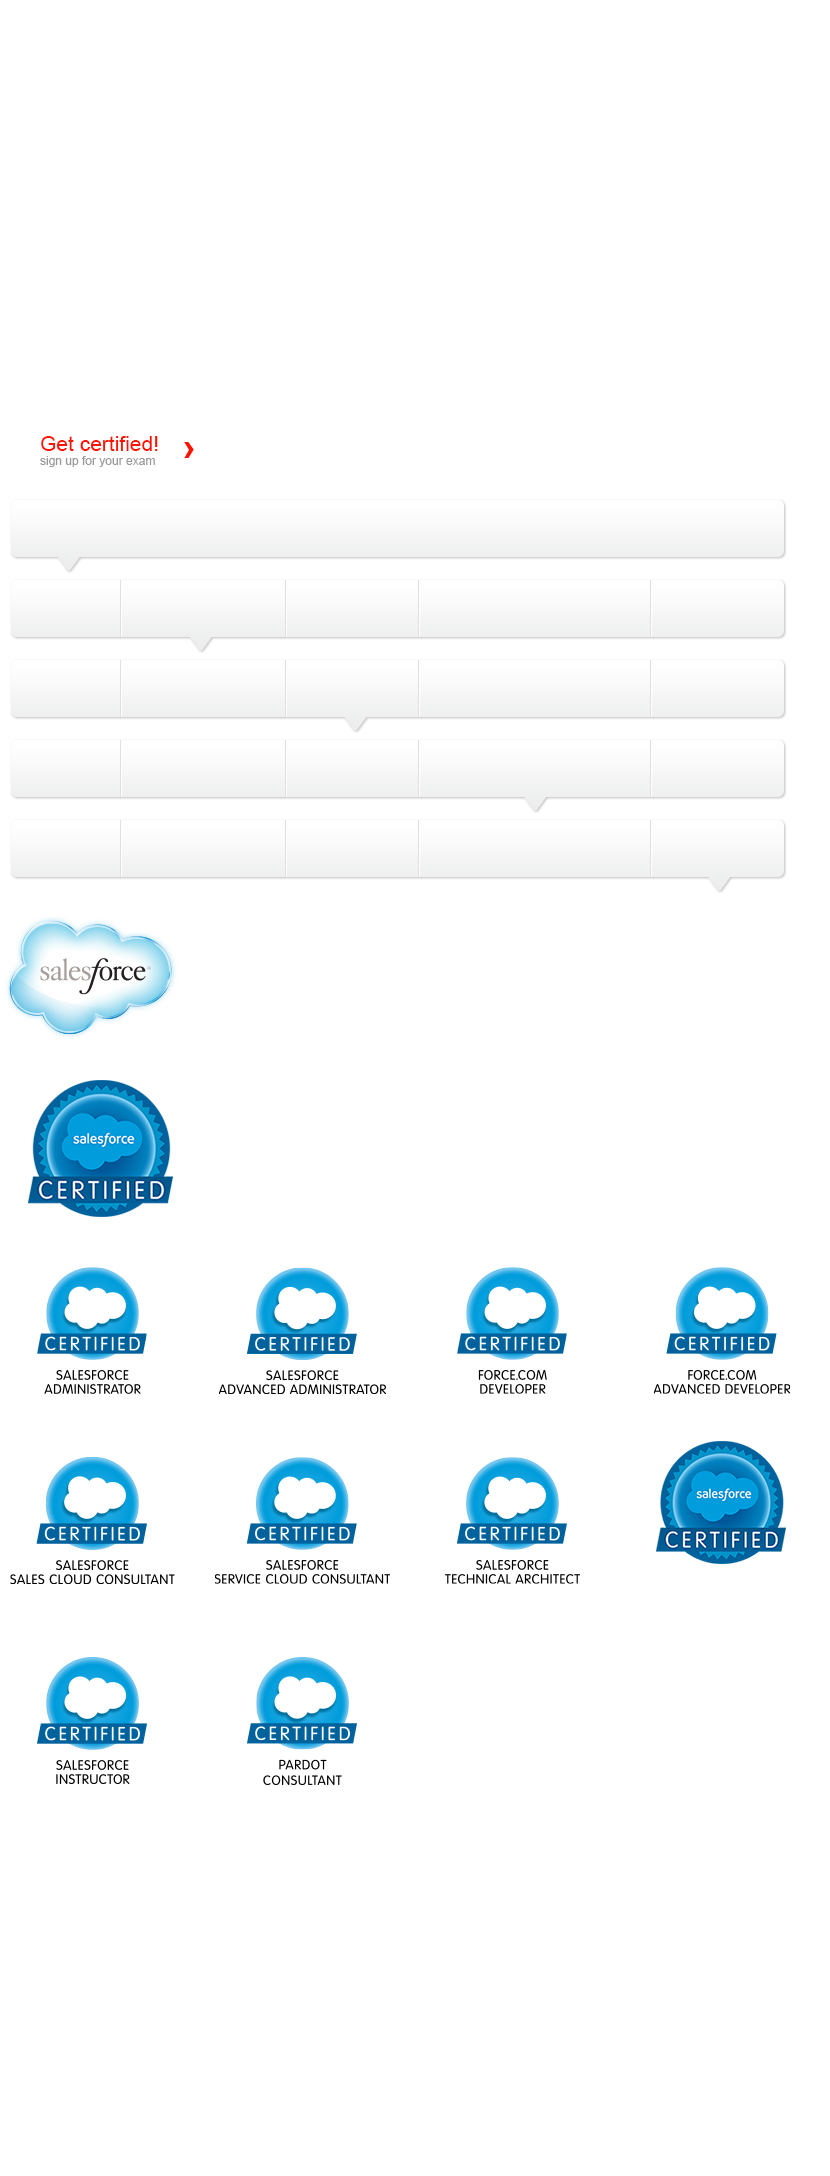 Get certified!
sign up for your exam
salesforce
salesforce
CERTIFIED
CERTIFIED
SALESFORCE
ADMINISTRATOR
CERTIFIED
SALESFORCE
ADVANCED ADMINISTRATOR
CERTIFIED
FORCE.COM
DEVELOPER
CERTIFIED
FORCE.COM
ADVANCED DEVELOPER
CERTIFIED
SALESFORCE
SALES CLOUD CONSULTANT
CERTIFIED
SALESFORCE
SERVICE CLOUD CONSULTANT
CERTIFIED
SALESFORCE
TECHNICAL ARCHITECT
salesforce
CERTIFIED
CERTIFIED
SALESFORCE
INSTRUCTOR
CERTIFIED
PARDOT
CONSULTANT